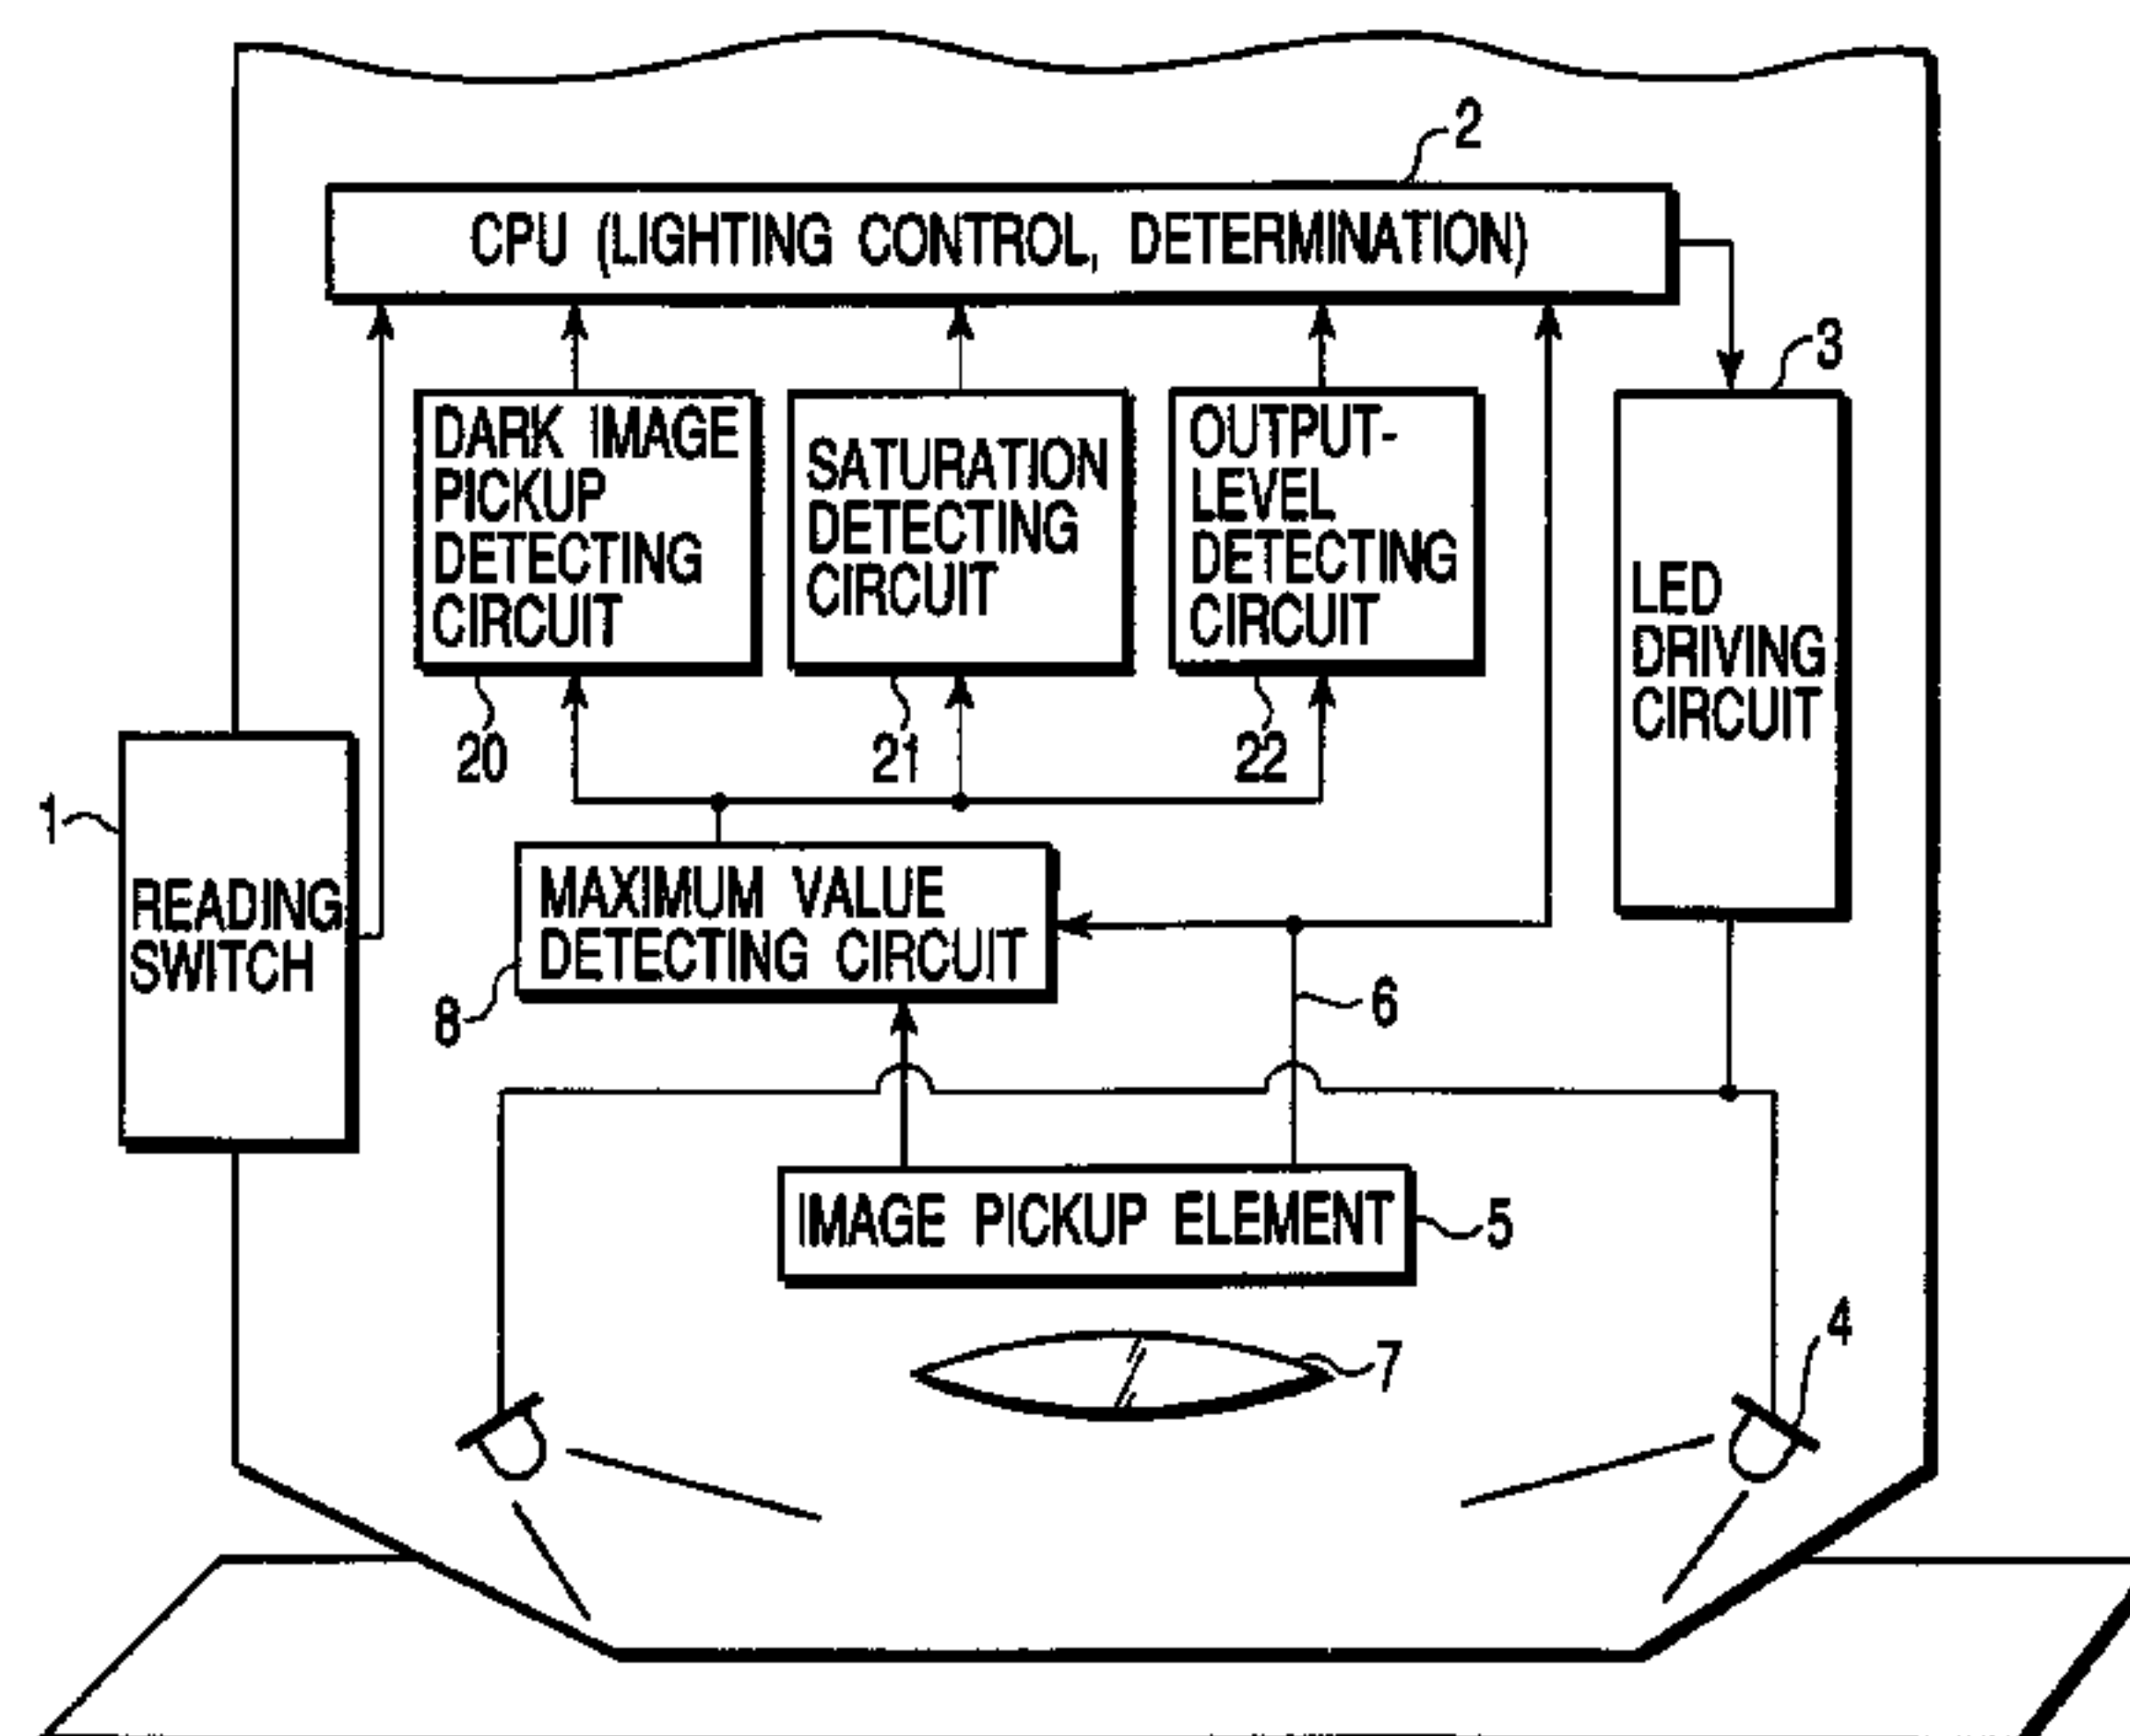 2
CPU (LIGHTING CONTROL, DETERMINATION)
3
DARK IMAGE
PICKUP
DETECTING
CIRCUIT
20
SATURATION
DETECTING
CIRCUIT
21
OUTPUT-
LEVEL
DETECTING
CIRCUIT
22
LED
DRIVING
CIRCUIT
1
READING
SWITCH
MAXIMUM VALUE
DETECTING CIRCUIT
8
6
IMAGE PICKUP ELEMENT
5
7
4